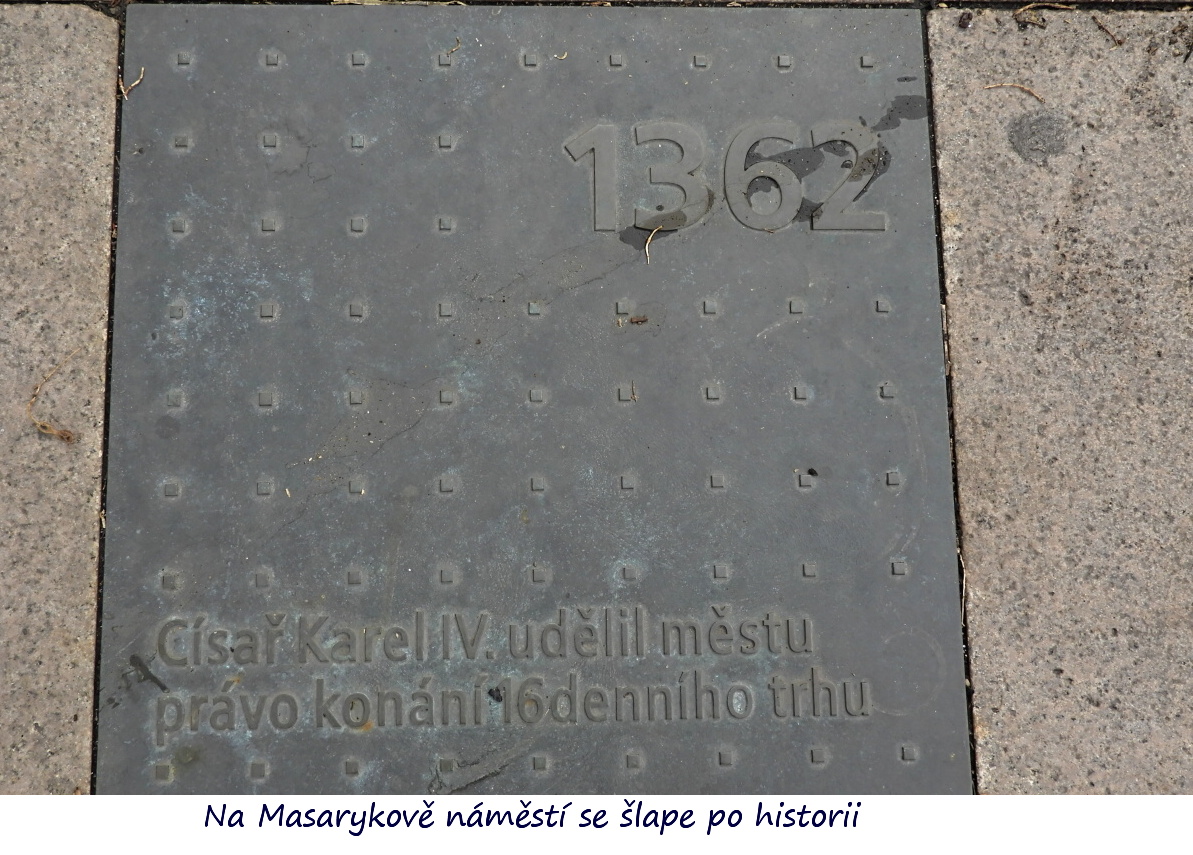 1362
Císař Karel IV. udělil městu
právo konání 16denního trhu
Na Masarykově náměstí se šlape po historii